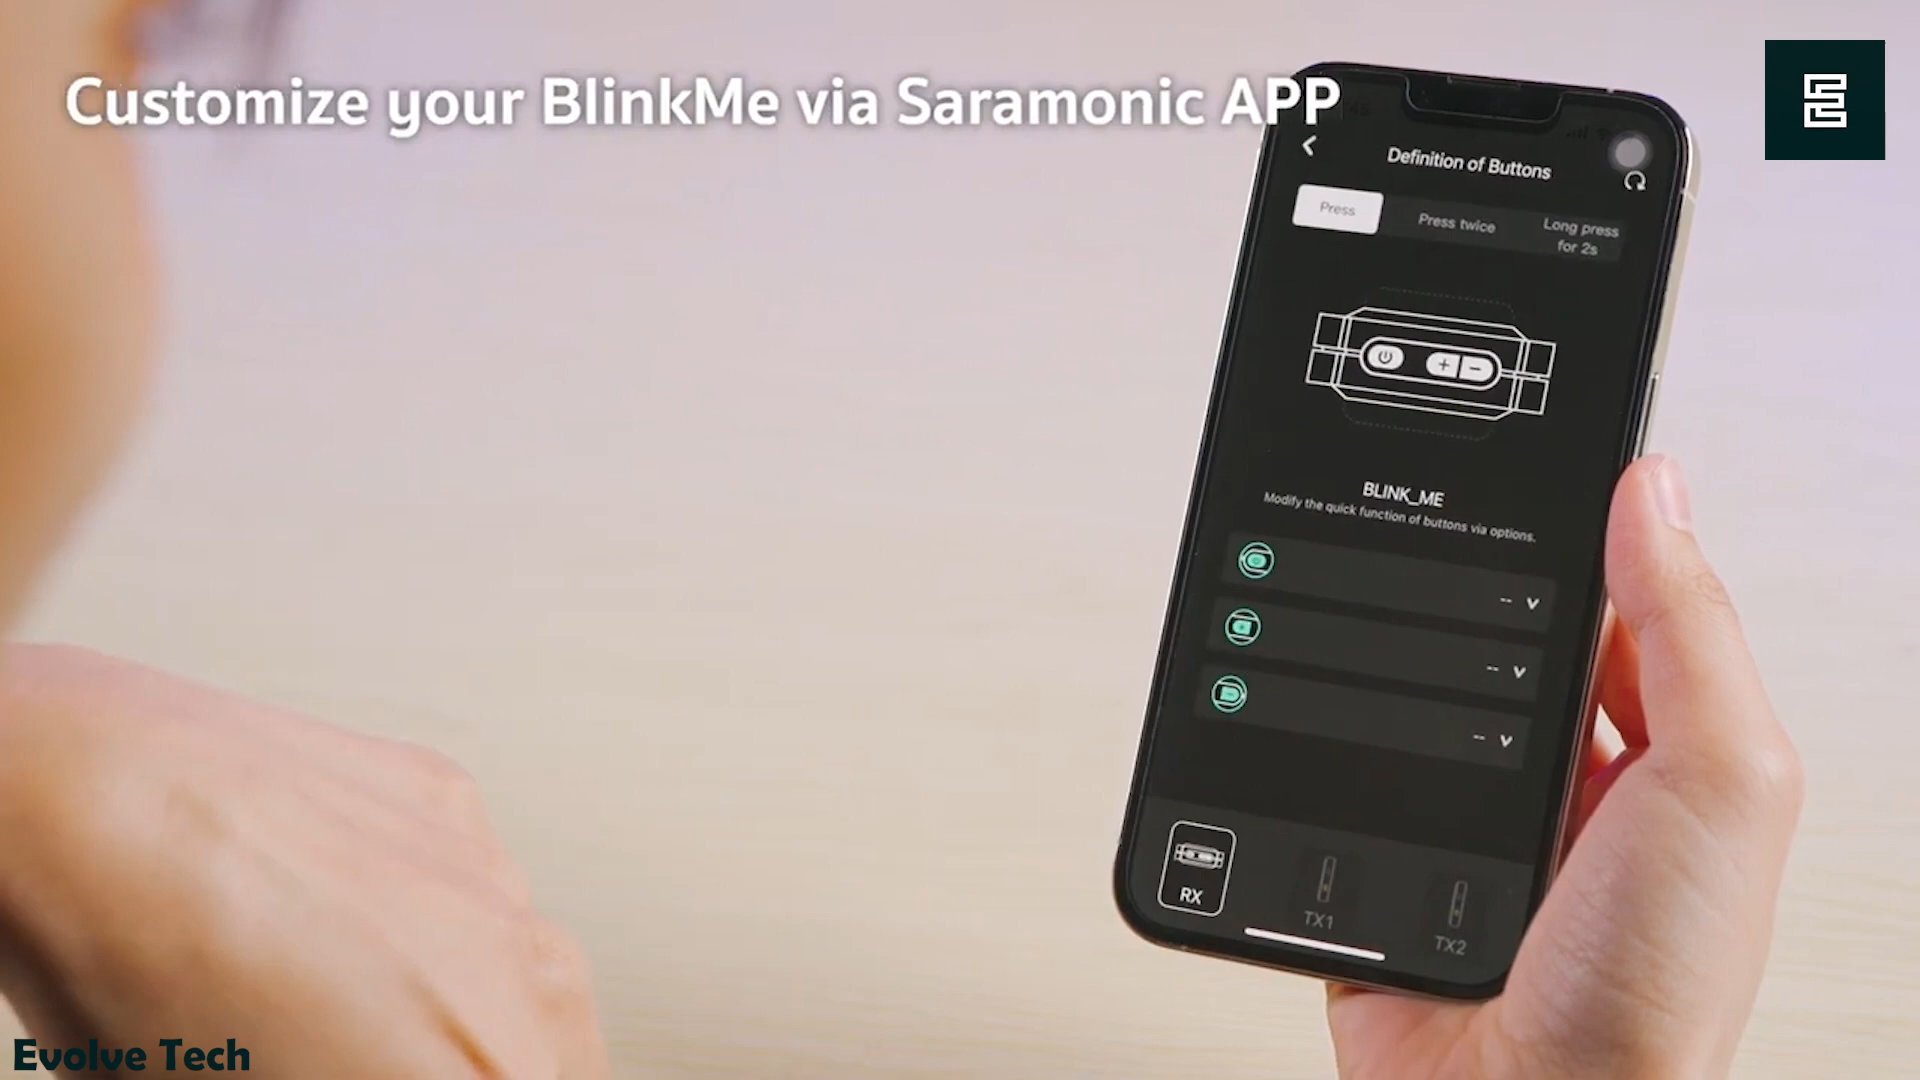 Customize your BlinkMe via Saramonic APP
Definition of Buttons
Press
Press twice
Long press
for 2s
BLINK_ME
Modify the quick function of buttons via options.
--
--
--
RX
TX1
TX2
Evolve Tech